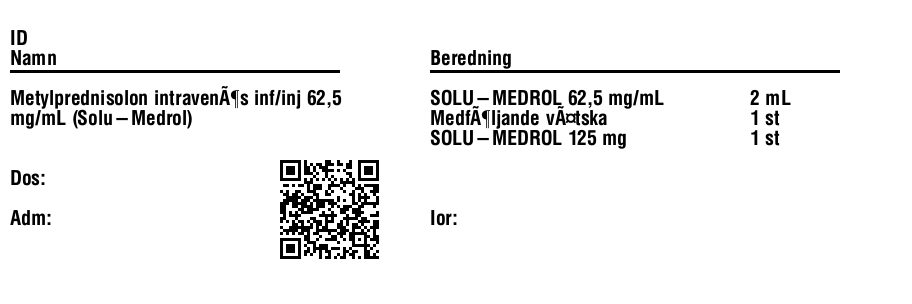 ID
Namn
Metylprednisolon intravenÃ¶s inf/inj 62,5
mg/mL (Solu–Medrol)
Dos:
Adm:
Beredning
SOLU–MEDROL 62,5 mg/mL 2 mL
MedfÃ¶ljande vÃ¤tska 1 st
SOLU–MEDROL 125 mg 1 st
Ior: